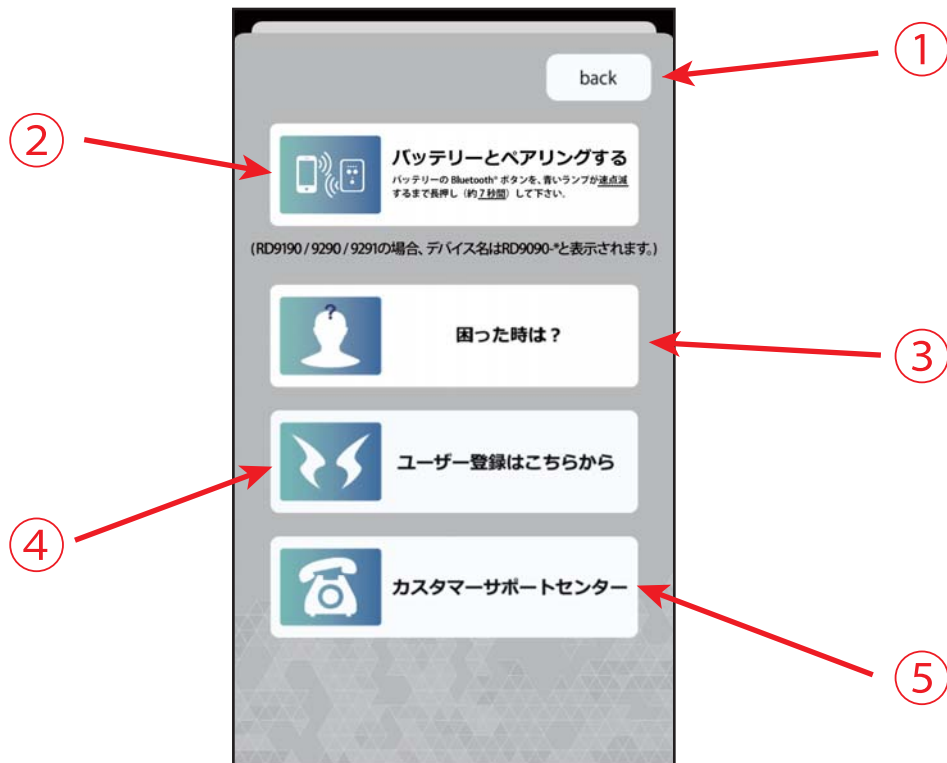 ①
back
②
バッテリーとペアリングする
バッテリーの Bluetooth® ボタンを、青いランプが速点滅
するまで長押し（約7秒間）して下さい。
(RD9190 / 9290 / 9291の場合、デバイス名はRD9090-*と表示されます。)
?
困った時は？
③
ユーザー登録はこちらから
④
カスタマーサポートセンター
⑤